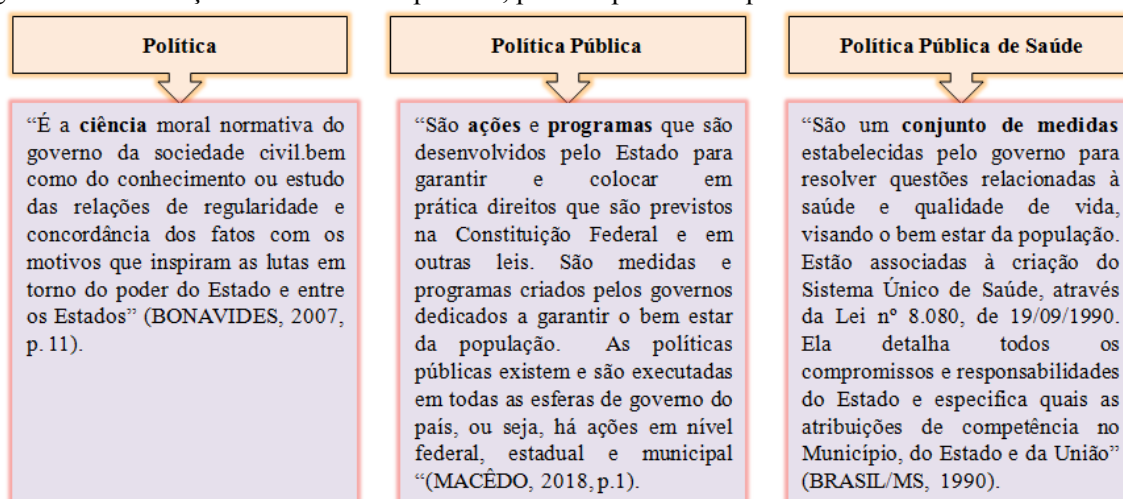 Política
“É a ciência moral normativa do
governo da sociedade civil.bem
como do conhecimento ou estudo
das relações de regularidade e
concordância dos fatos com os
motivos que inspiram as lutas em
torno do poder do Estado e entre
os Estados” (BONAVIDES, 2007,
p. 11).
Política Pública
“São ações e programas que são
desenvolvidos pelo Estado para
garantir e colocar em
prática direitos que são previstos
na Constituição Federal e em
outras leis. São medidas e
programas criados pelos governos
dedicados a garantir o bem estar
da população. As políticas
públicas existem e são executadas
em todas as esferas de governo do
país, ou seja, há ações em nível
federal, estadual e municipal
“(MACÊDO, 2018, p.1).
Política Pública de Saúde
“São um conjunto de medidas
estabelecidas pelo governo para
resolver questões relacionadas à
saúde e qualidade de vida,
visando o bem estar da população.
Estão associadas à criação do
Sistema Único de Saúde, através
da Lei nº 8.080, de 19/09/1990.
Ela detalha todos os
compromissos e responsabilidades
do Estado e especifica quais as
atribuições de competência no
Município, do Estado e da União”
(BRASIL/MS, 1990).